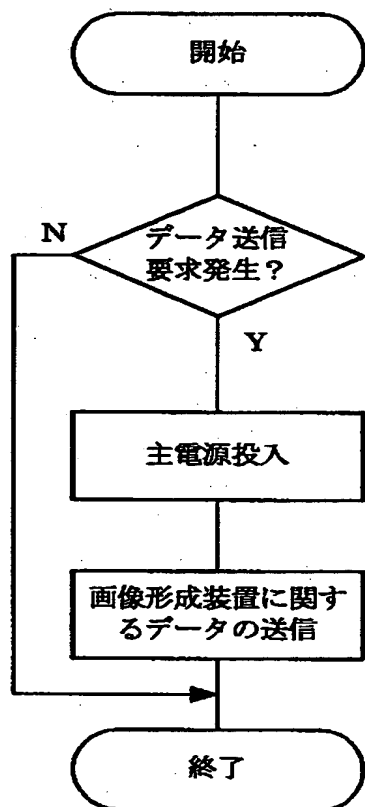 開始
N
データ送信
要求発生？
Y
主電源投入
画像形成装置に関す
るデータの送信
終了